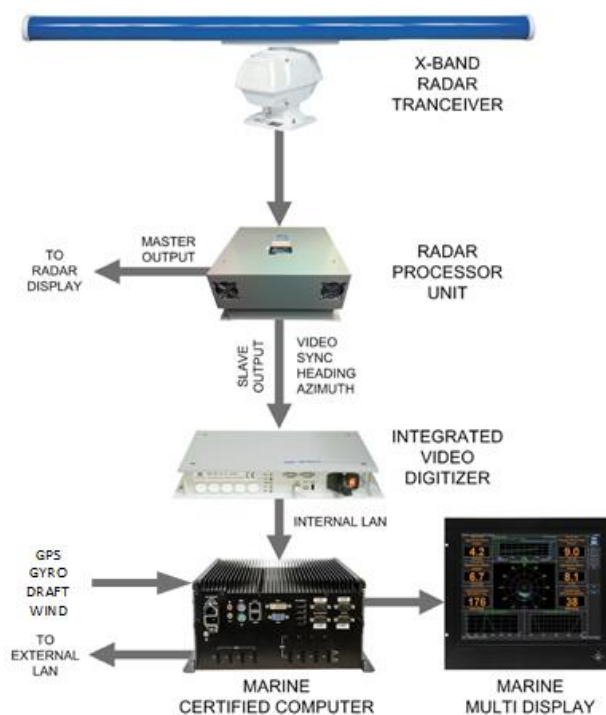 X-BAND
RADAR
TRANCEIVER
MASTER
OUTPUT
TO
RADAR
DISPLAY
RADAR
PROCESSOR
UNIT
SLAVE
OUTPUT
VIDEO
SYNC
HEADING
AZIMUTH
INTEGRATED
VIDEO
DIGITIZER
INTERNAL LAN
GPS
GYRO
DRAFT
WIND
4.2
9.0
6.7
8.1
176
38
TO
EXTERNAL
LAN
MARINE
CERTIFIED COMPUTER
MARINE
MULTI DISPLAY